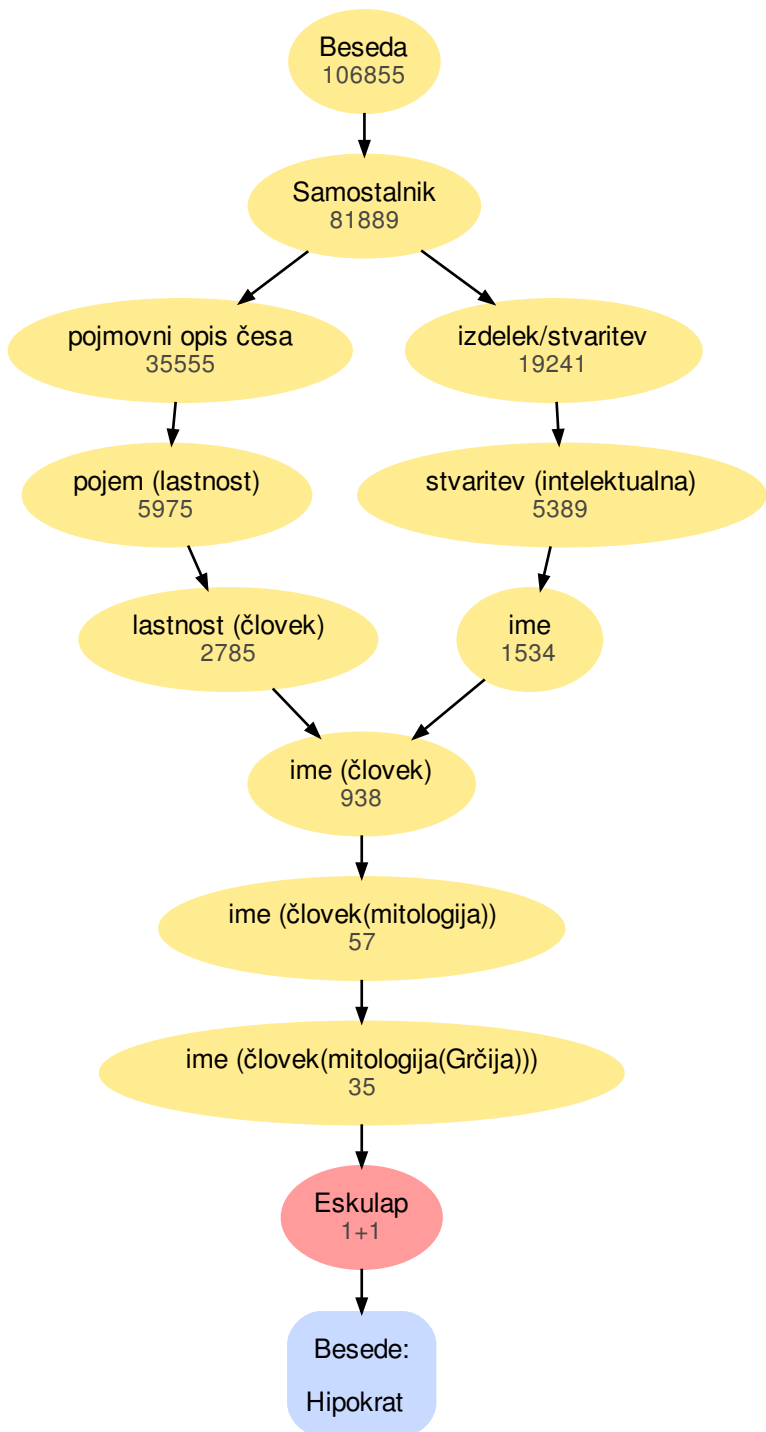 Beseda
106855
Samostalnik
81889
pojmovni opis česa
35555
izdelek/stvaritev
19241
pojem (lastnost)
5975
stvaritev (intelektualna)
5389
lastnost (človek)
2785
ime
1534
ime (človek)
938
ime (človek(mitologija))
57
ime (človek(mitologija(Grčija)))
35
Eskulap
1+1
Besede:
Hipokrat